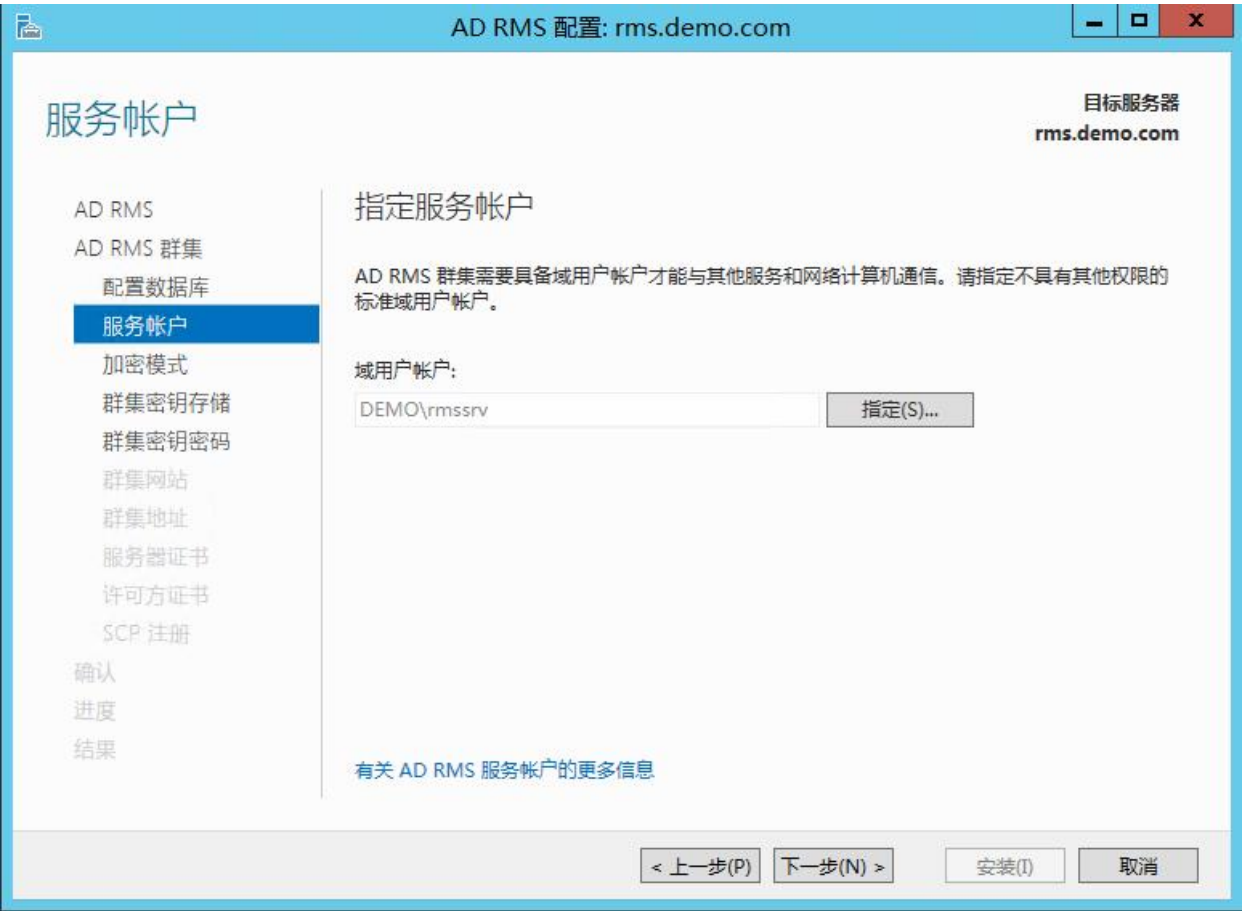 AD RMS 配置: rms.demo.com
服务帐户
目标服务器
rms.demo.com
AD RMS
AD RMS 群集
配置数据库
服务帐户
加密模式
群集密钥存储
群集密钥密码
群集网站
群集地址
服务器证书
许可方证书
SCP 注册
确认
进度
结果
指定服务帐户
AD RMS 群集需要具备域用户帐户才能与其他服务和网络计算机通信。请指定不具有其他权限的
标准域用户帐户。
域用户帐户:
DEMO\rmssrv
指定(S)...
有关 AD RMS 服务帐户的更多信息
< 上一步(P)
下一步(N) >
安装(I)
取消